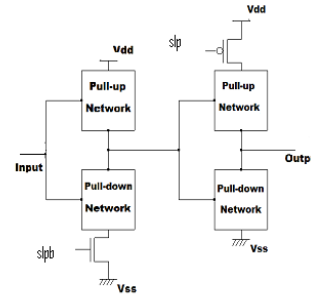 Vdd
slp
Vdd
Pull-up
Network
Pull-up
Network
Input
Outp
Pull-down
Network
Pull-down
Network
slpb
Vss
Vss